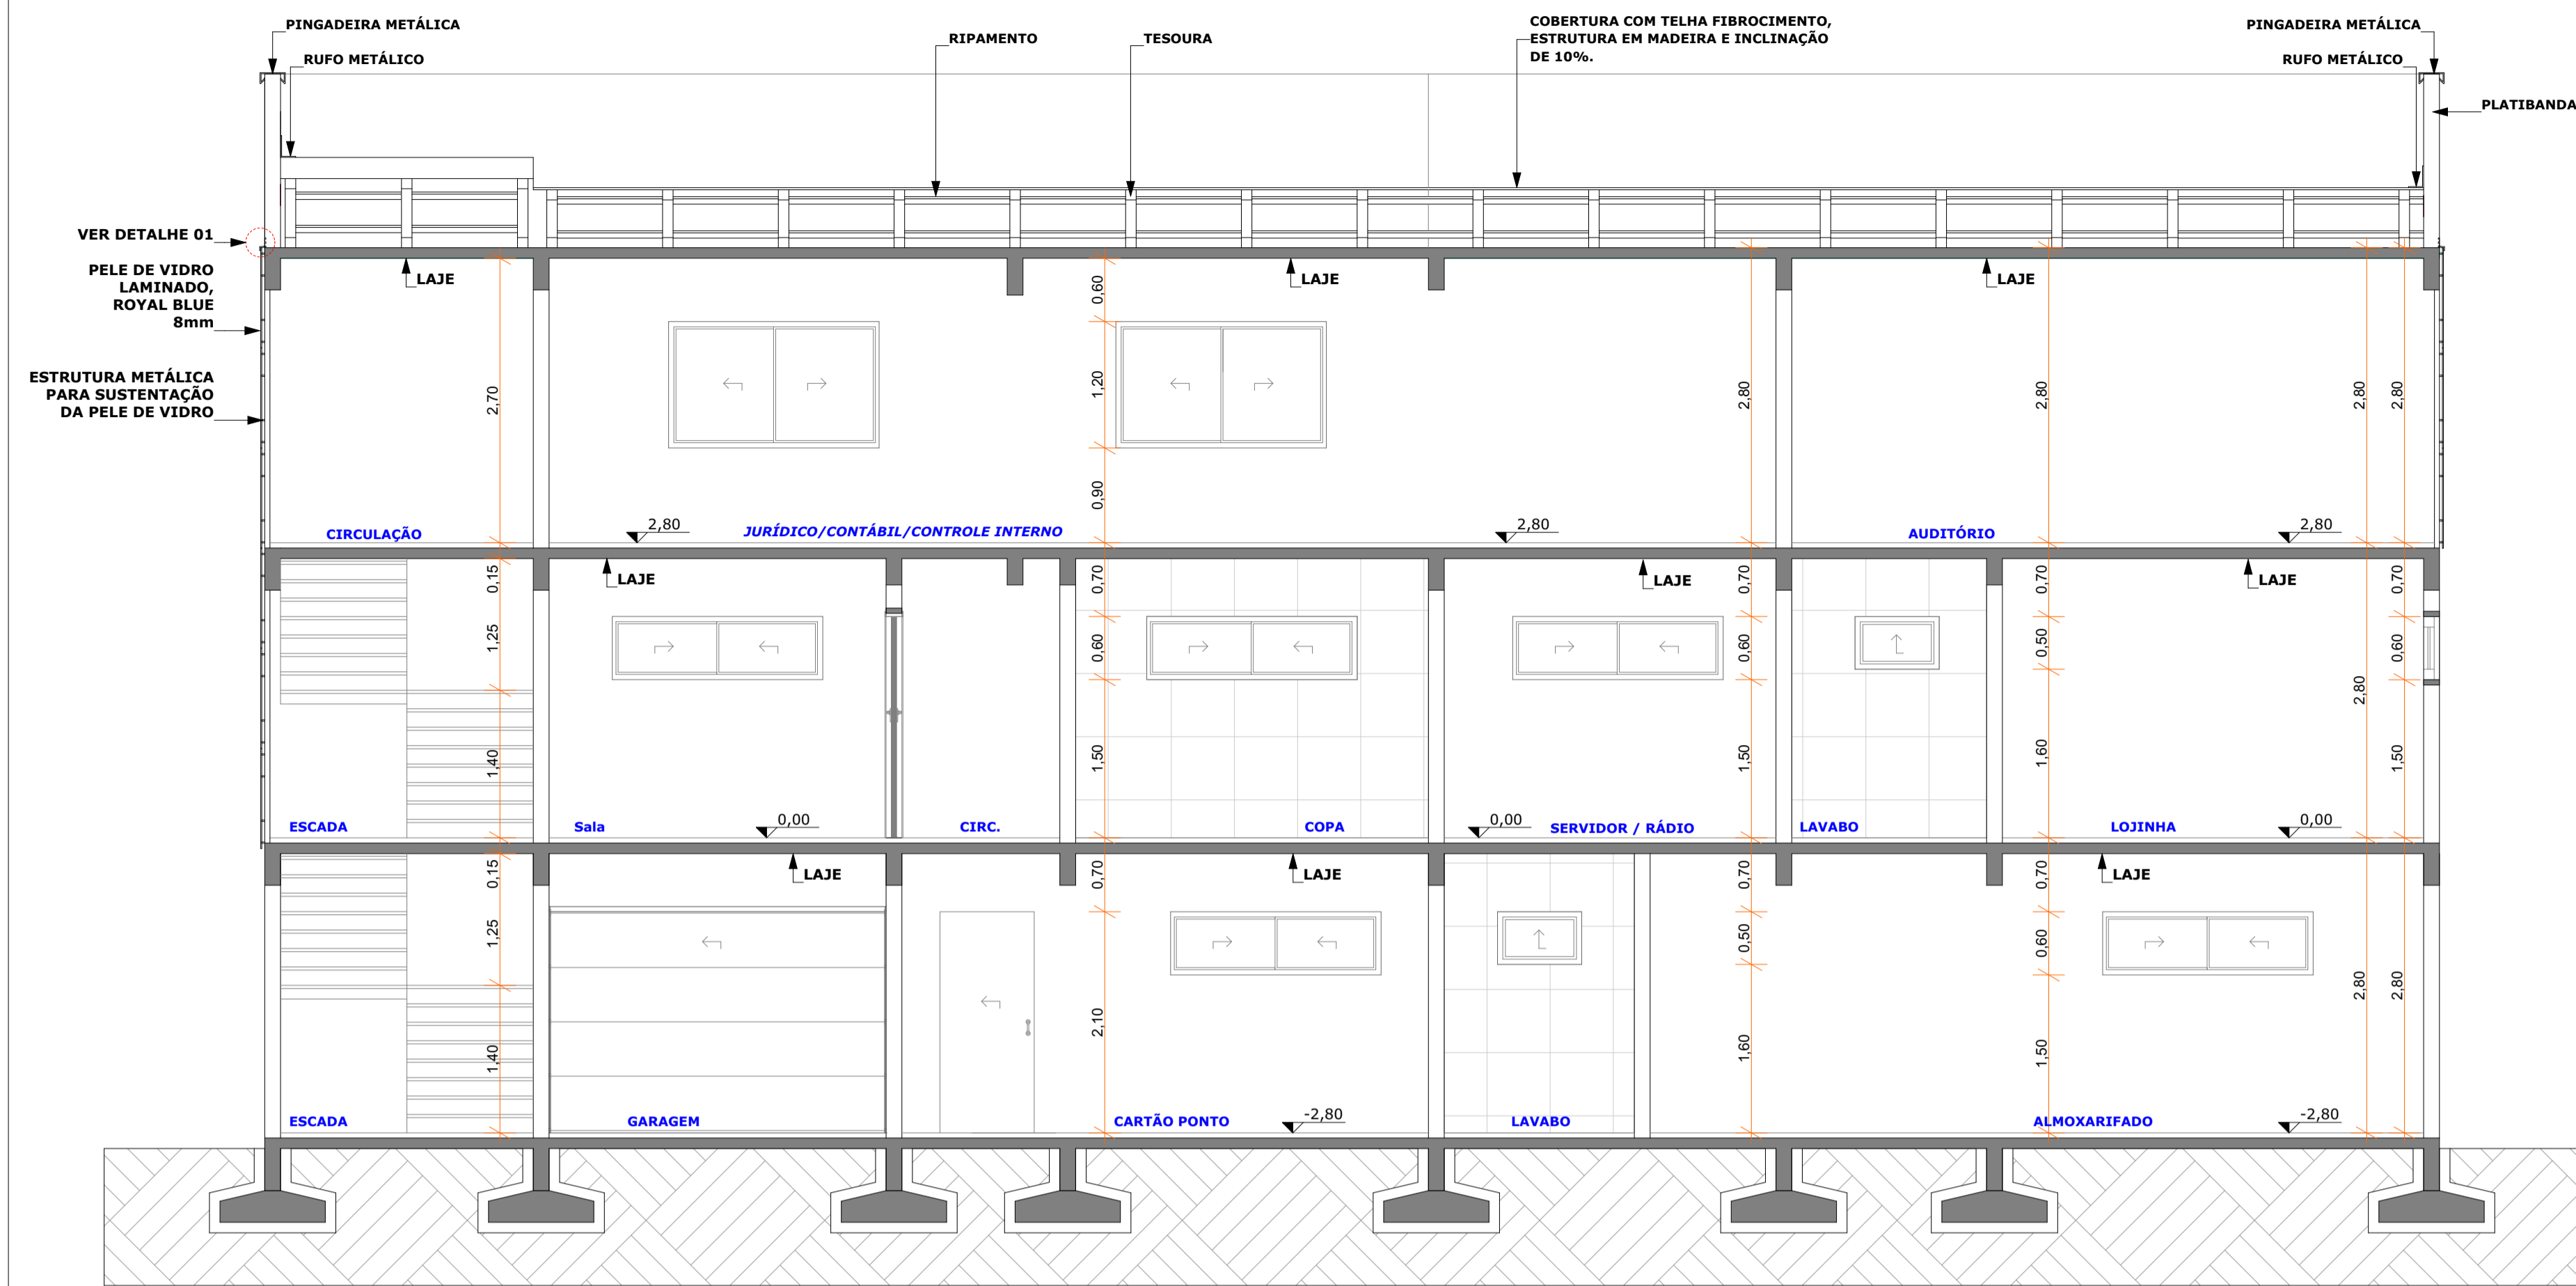 PINGADEIRA METÁLICA
RUFO METÁLICO
RIPAMENTO
TESOURA
COBERTURA COM TELHA FIBROCIMENTO,
ESTRUTURA EM MADEIRA E INCLINAÇÃO
DE 10%.
PINGADEIRA METÁLICA
RUFO METÁLICO
PLATIBANDA
VER DETALHE 01
PELE DE VIDRO
LAMINADO,
ROYAL BLUE
8mm
ESTRUTURA METÁLICA
PARA SUSTENTAÇÃO
DA PELE DE VIDRO
LAJE
LAJE
LAJE
2,70
0,60
1,20
0,90
2,80
2,80
2,80
2,80
CIRCULAÇÃO
2,80
JURÍDICO/CONTÁBIL/CONTROLE INTERNO
2,80
AUDITÓRIO
2,80
LAJE
LAJE
LAJE
0,15
1,25
1,40
0,70
0,60
1,50
0,70
0,60
1,50
0,70
0,50
1,60
2,80
0,70
0,60
1,50
ESCADA
Sala
0,00
CIRC.
COPA
0,00
SERVIDOR / RÁDIO
LAVABO
LOJINHA
0,00
LAJE
LAJE
LAJE
0,15
1,25
1,40
0,70
2,10
0,70
0,50
1,60
0,70
0,60
1,50
2,80
2,80
ESCADA
GARAGEM
CARTÃO PONTO
-2,80
LAVABO
ALMOXARIFADO
-2,80